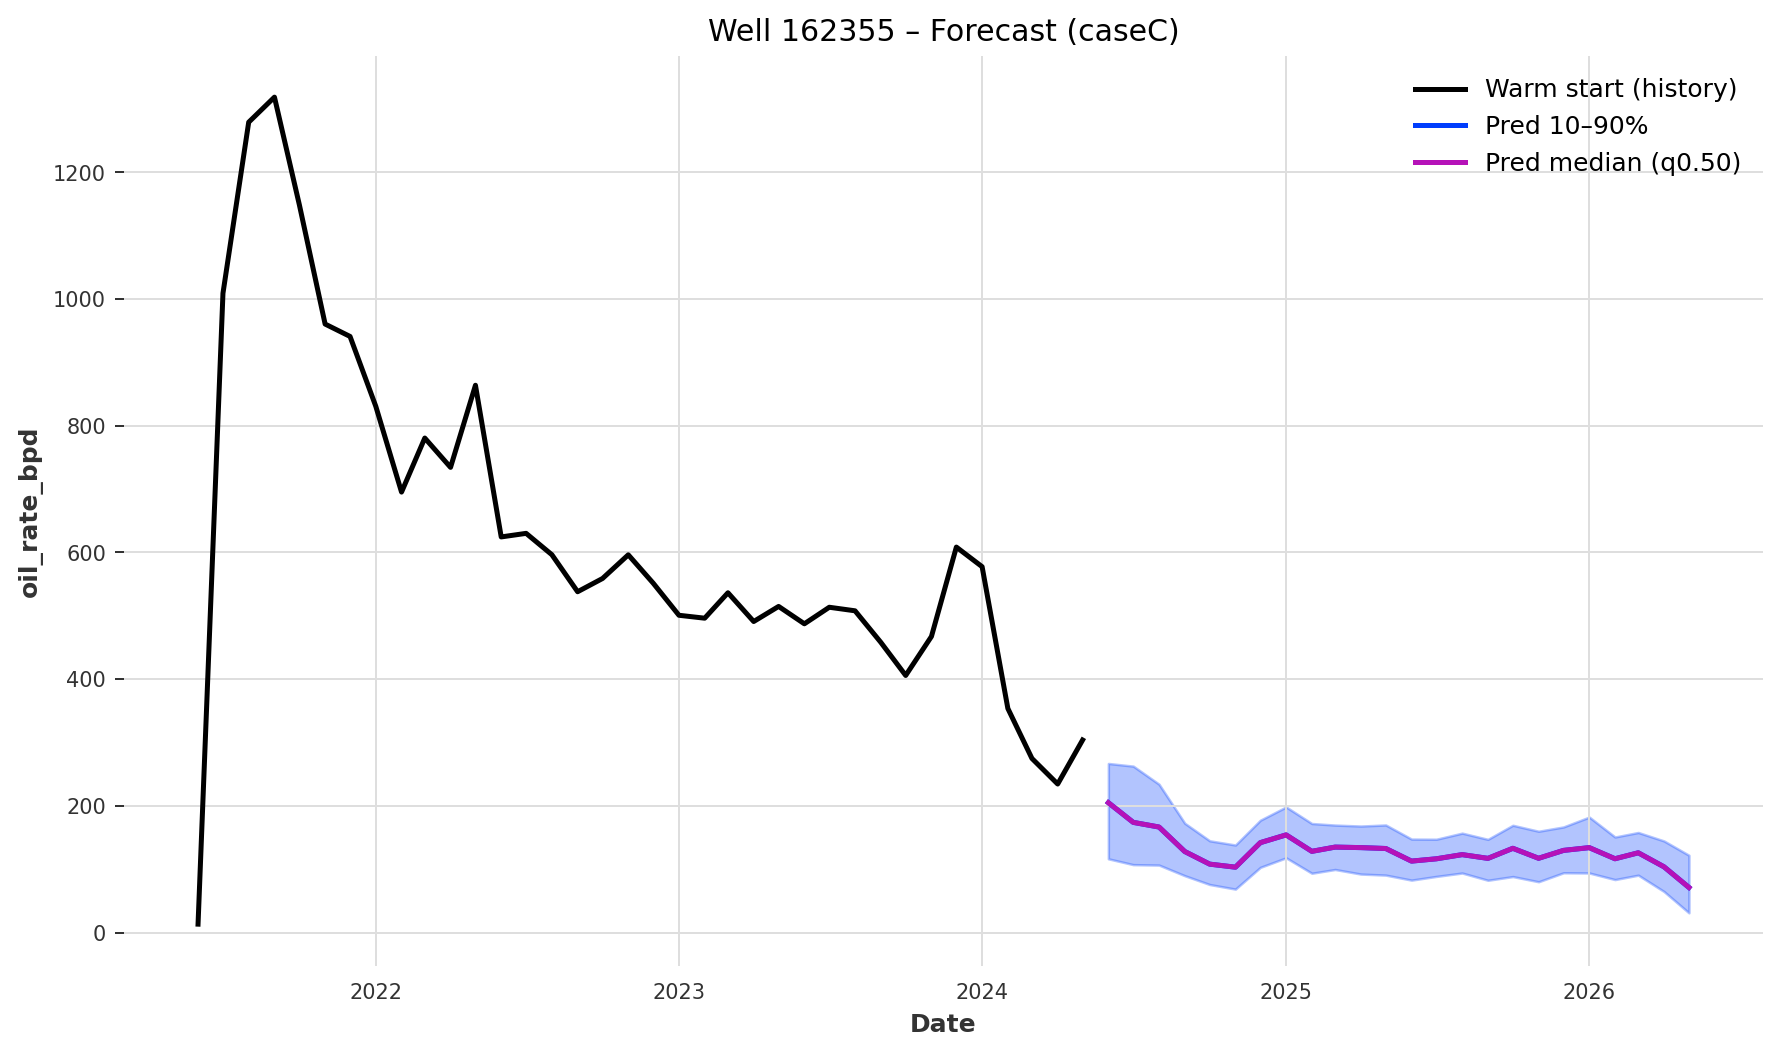 Well 162355 – Forecast (caseC)
Warm start (history)
Pred 10–90%
Pred median (q0.50)
oil_rate_bpd
1200
1000
800
600
400
200
0
2022
2023
2024
2025
2026
Date